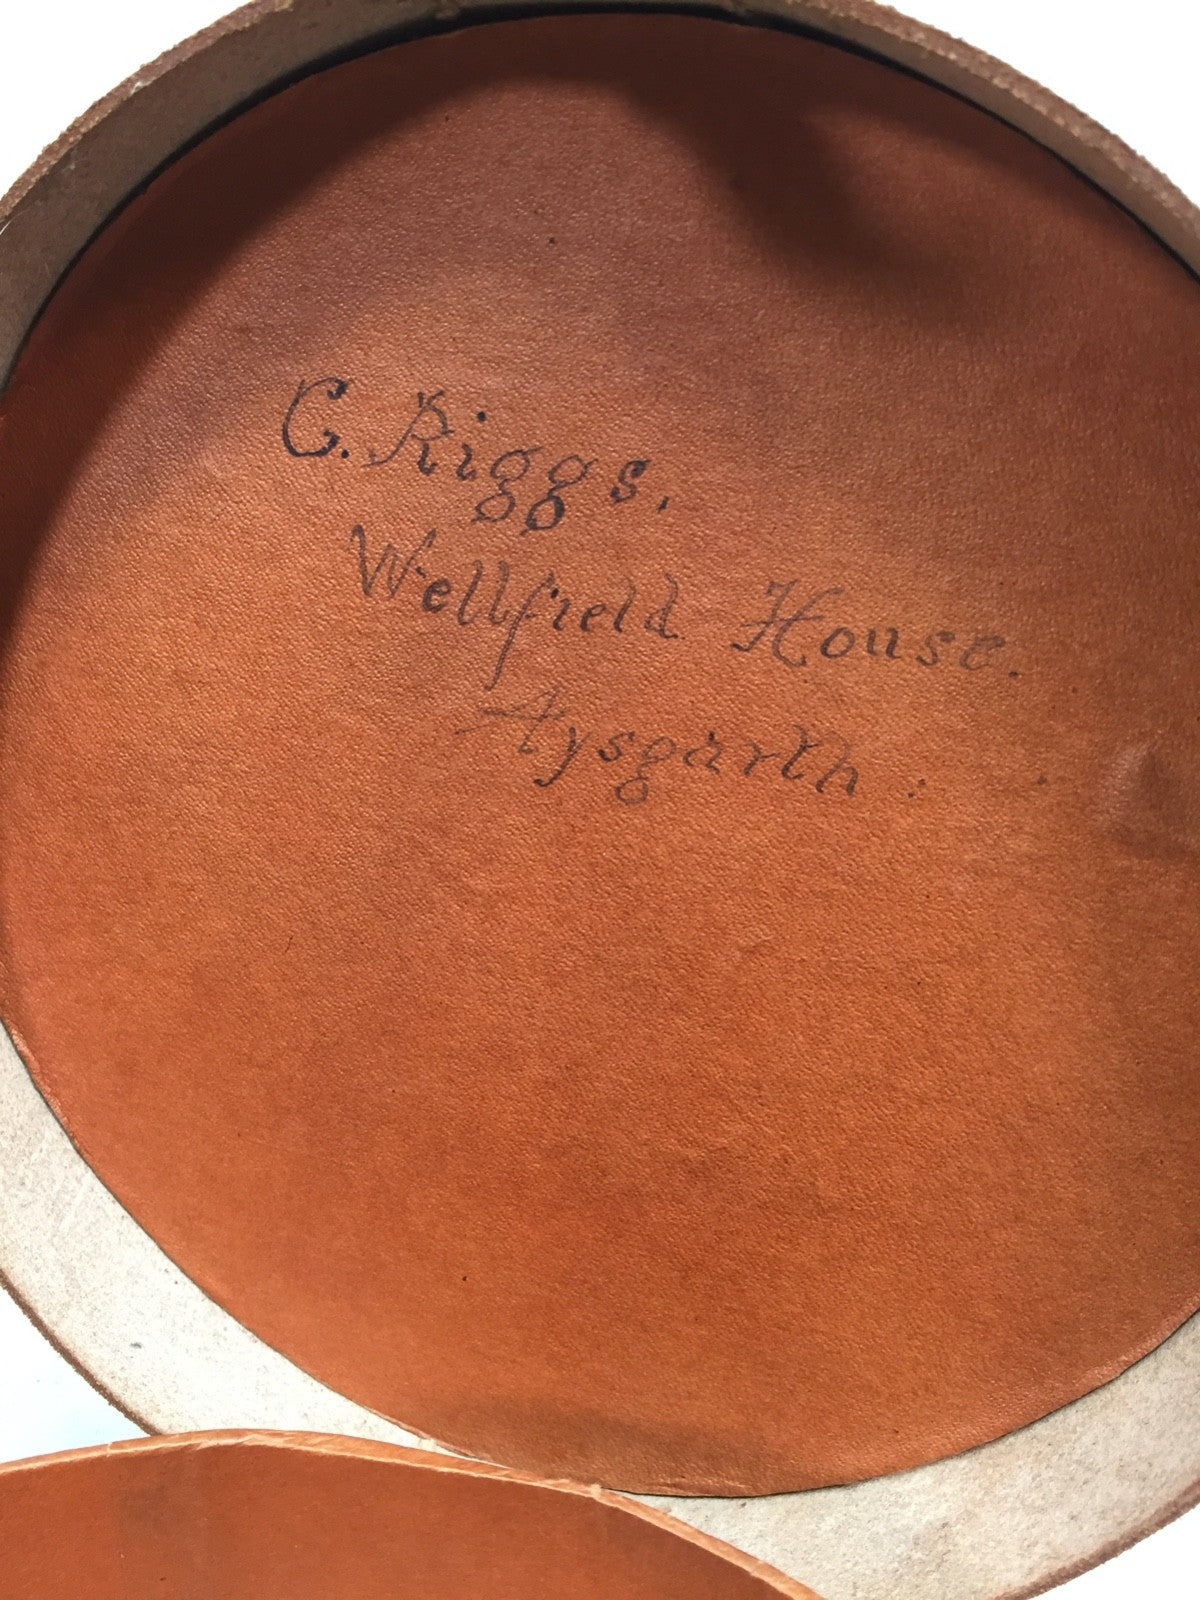 C. Riggs.
Wellfield House.
Aysgarth.